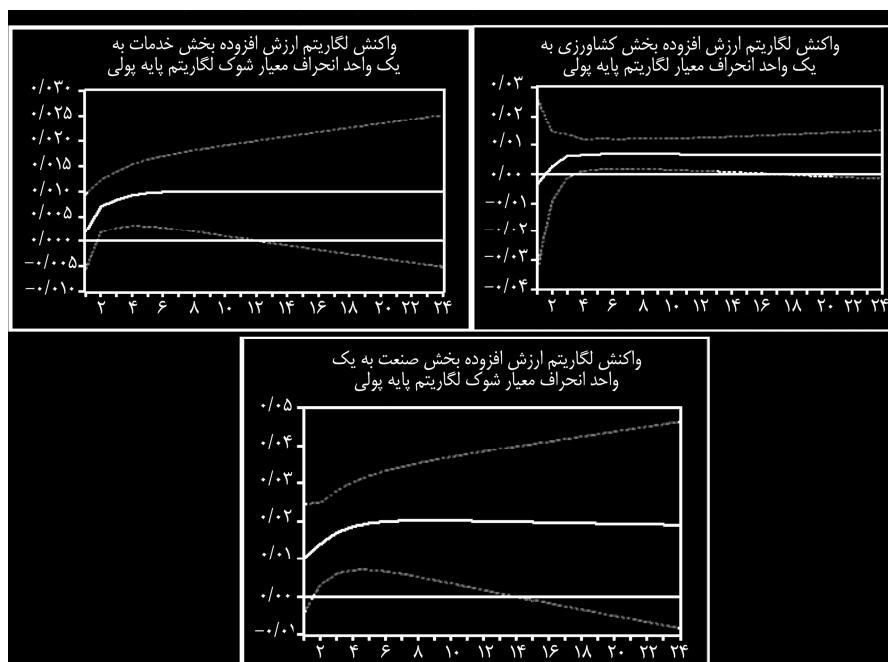 واکنش لگاریتم ارزش افزوده بخش کشاورزی به
یک واحد انحراف معیار لگاریتم پایه پولی
۰/۰۳
۰/۰۲
۰/۰۱
۰/۰۰
−۰/۰۱
−۰/۰۲
−۰/۰۳
−۰/۰۴
۲ ۴ ۶ ۸ ۱۰ ۱۲ ۱۴ ۱۶ ۱۸ ۲۰ ۲۲ ۲۴
واکنش لگاریتم ارزش افزوده بخش خدمات به
یک واحد انحراف معیار شوک لگاریتم پایه پولی
۰/۰۳۰
۰/۰۲۵
۰/۰۲۰
۰/۰۱۵
۰/۰۱۰
۰/۰۰۵
۰/۰۰۰
−۰/۰۰۵
−۰/۰۱۰
۲ ۴ ۶ ۸ ۱۰ ۱۲ ۱۴ ۱۶ ۱۸ ۲۰ ۲۲ ۲۴
واکنش لگاریتم ارزش افزوده بخش صنعت به یک
واحد انحراف معیار شوک لگاریتم پایه پولی
۰/۰۵
۰/۰۴
۰/۰۳
۰/۰۲
۰/۰۱
۰/۰۰
−۰/۰۱
۲ ۴ ۶ ۸ ۱۰ ۱۲ ۱۴ ۱۶ ۱۸ ۲۰ ۲۲ ۲۴